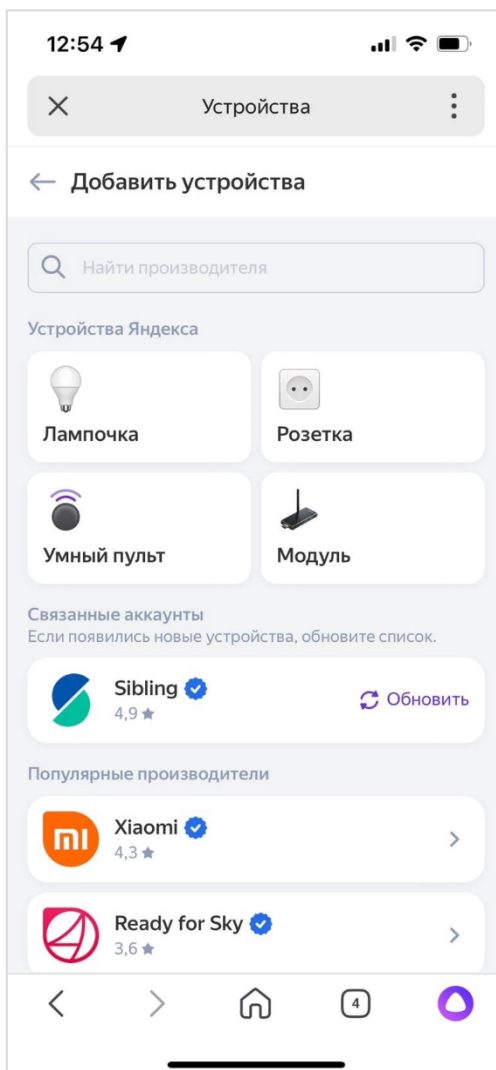 12:54
Устройства
Добавить устройства
Найти производителя
Устройства Яндекса
Лампочка
Розетка
Умный пульт
Модуль
Связанные аккаунты
Если появились новые устройства, обновите список.
Sibling
4,9 ★
Обновить
Популярные производители
mi
Xiaomi
4,3 ★
Ready for Sky
3,6 ★
4